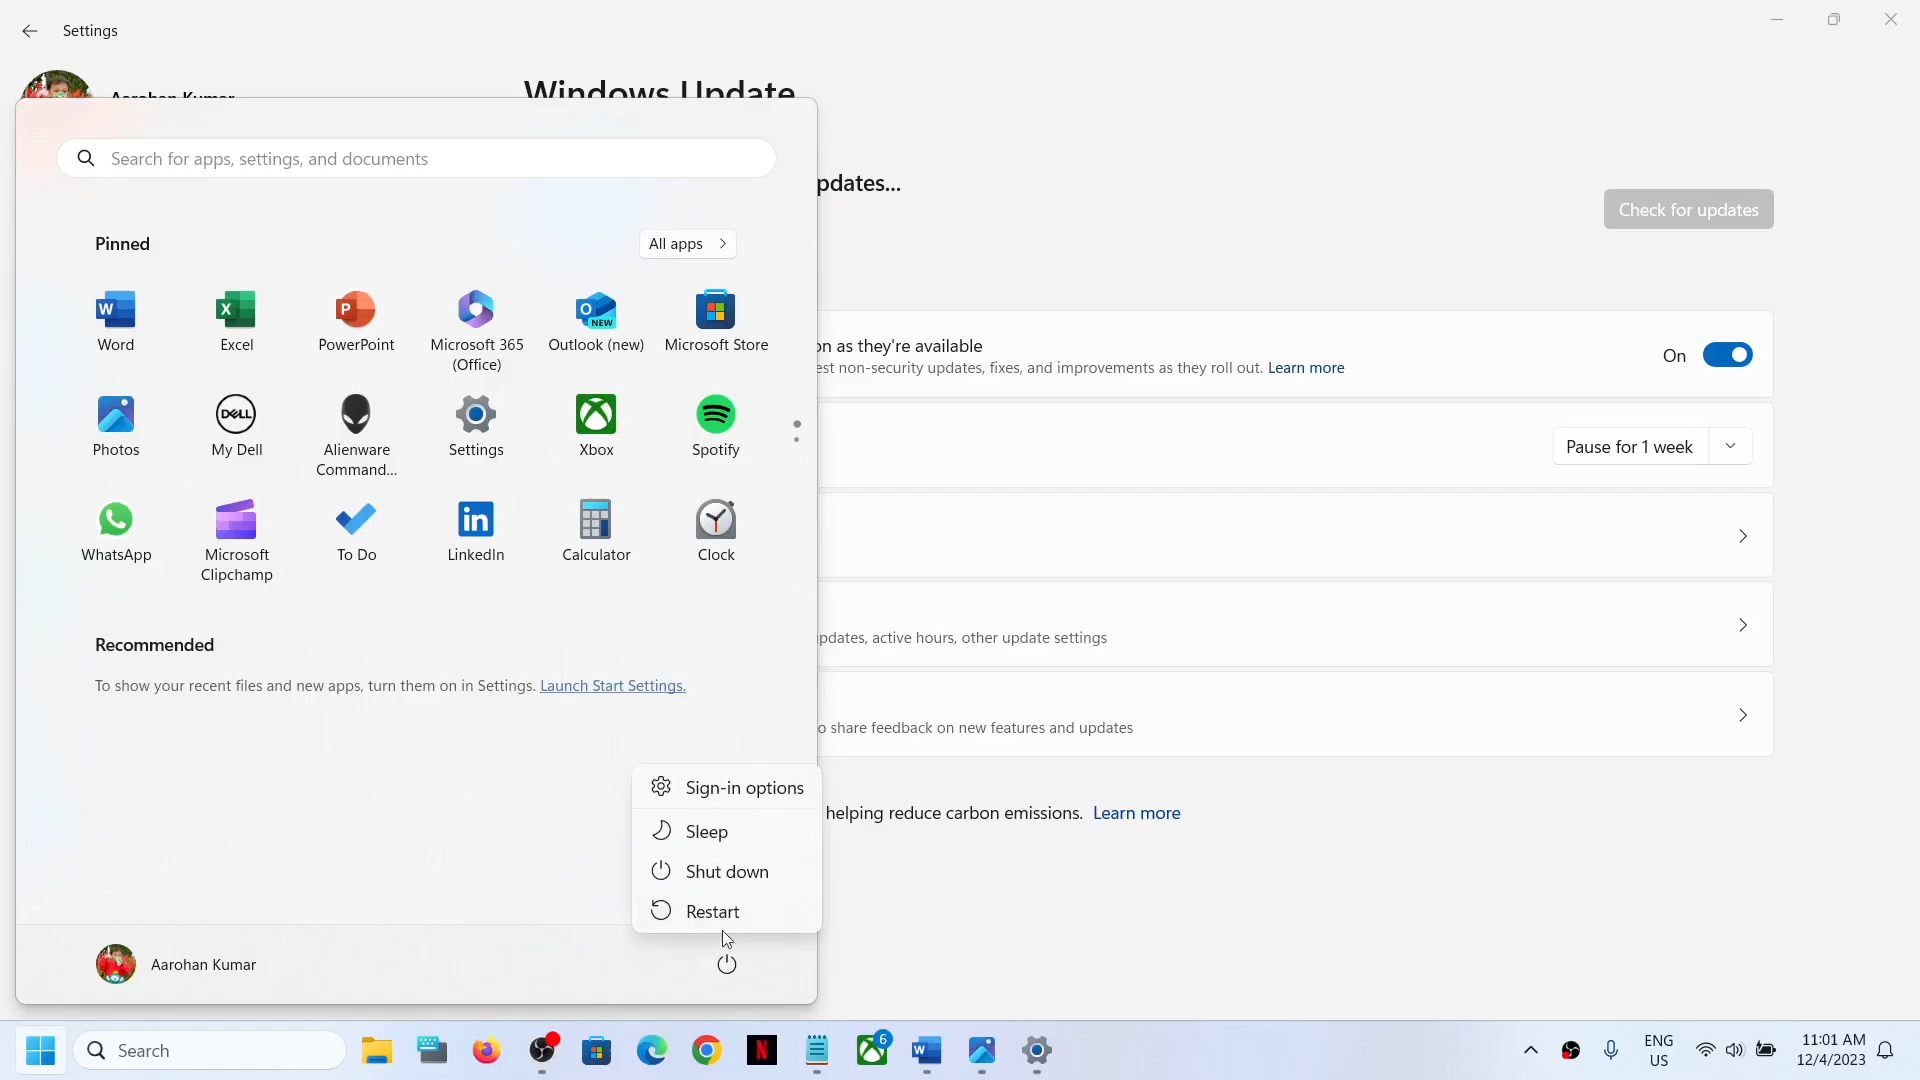 Settings
Aarohan Kumar
Windows Update
pdates...
Check for updates
Search for apps, settings, and documents
Pinned
All apps
Word
Excel
PowerPoint
Microsoft 365
(Office)
Outlook (new)
Microsoft Store
Photos
My Dell
Alienware
Command...
Settings
Xbox
Spotify
WhatsApp
Microsoft
Clipchamp
To Do
LinkedIn
Calculator
Clock
Recommended
To show your recent files and new apps, turn them on in Settings. Launch Start Settings.
on as they're available
est non-security updates, fixes, and improvements as they roll out. Learn more
On
Pause for 1 week
pdates, active hours, other update settings
o share feedback on new features and updates
helping reduce carbon emissions. Learn more
Sign-in options
Sleep
Shut down
Restart
Aarohan Kumar
Search
6
ENG
US
11:01 AM
12/4/2023